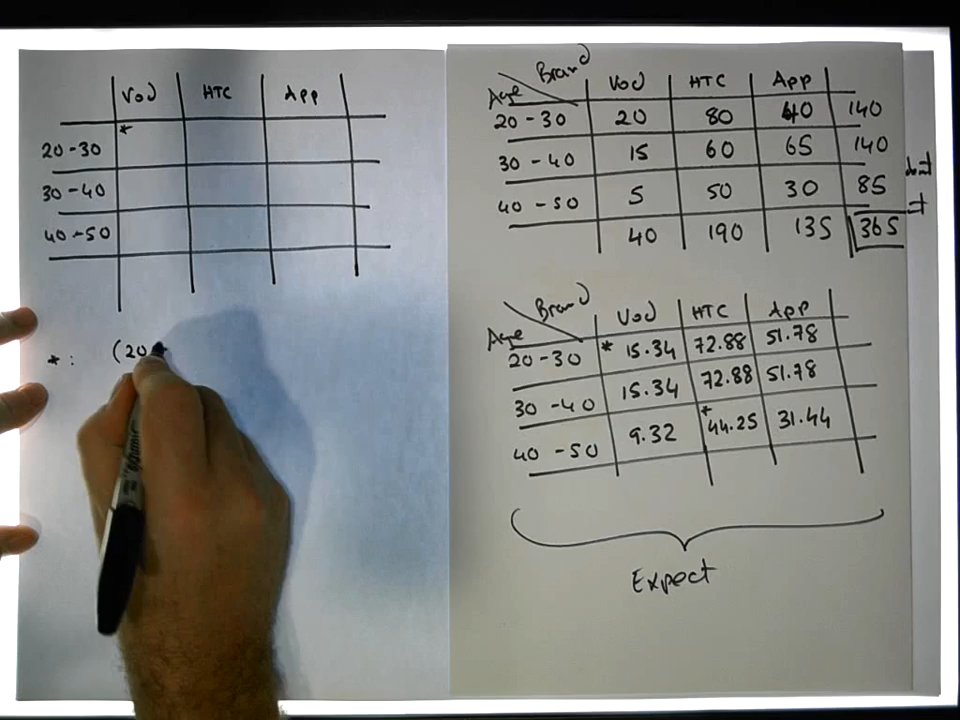 Vod HTC App
*
20-30
30-40
40-50
*: (20
Brand
Age
Vod HTC App
20-30 20 80 40 140
30-40 15 60 65 140
40-50 5 50 30 85
40 190 135 365
Brand
Age
Vod HTC App
20-30 * 15.34 72.88 51.78
30-40 15.34 72.88 51.78
40-50 9.32 * 44.25 31.44
Expect